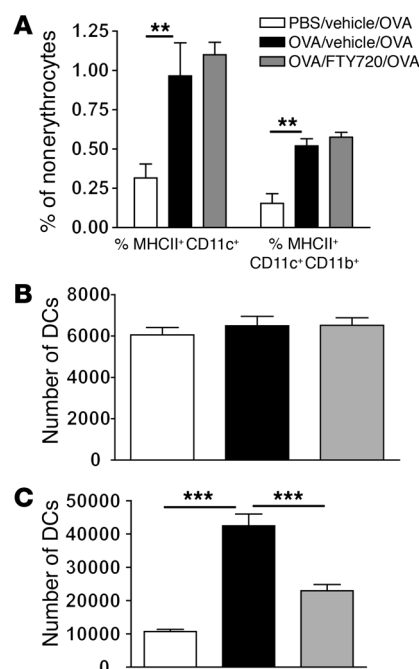 A
PBS/vehicle/OVA
OVA/vehicle/OVA
OVA/FTY720/OVA
% of nonerythrocytes
1.25
1.00
0.75
0.50
0.25
0.00
**
**
% MHCII⁺CD11c⁺
% MHCII⁺
CD11c⁺CD11b⁺
B
Number of DCs
8000
6000
4000
2000
0
C
Number of DCs
50000
40000
30000
20000
10000
0
***
***